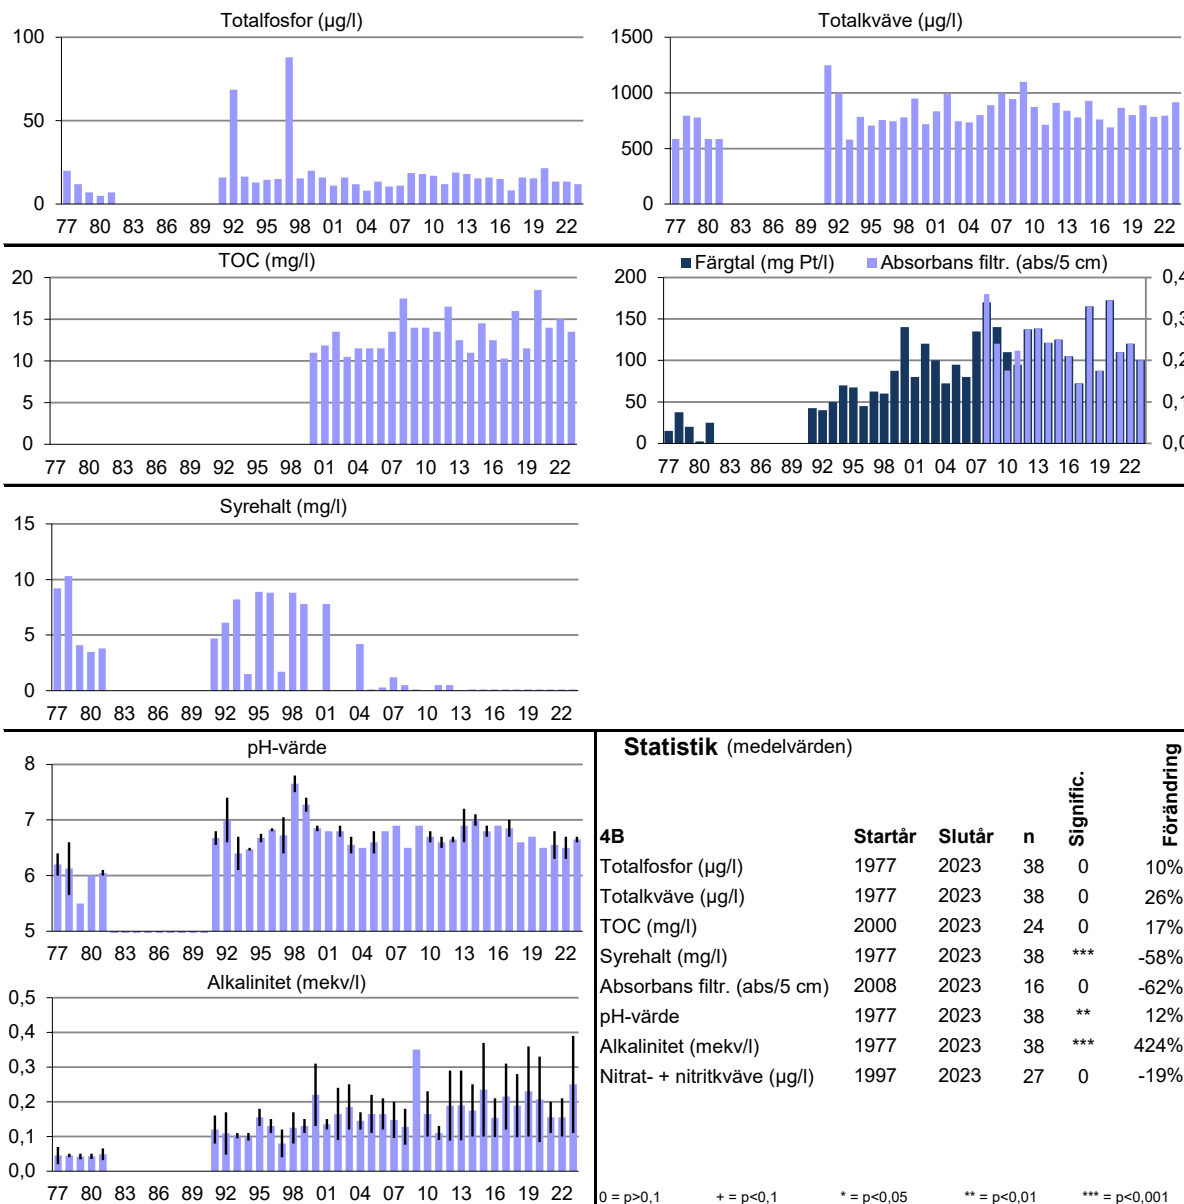 Totalfosfor (µg/l)
100
50
0
77 80 83 86 89 92 95 98 01 04 07 10 13 16 19 22
Totalkväve (µg/l)
1500
1000
500
0
77 80 83 86 89 92 95 98 01 04 07 10 13 16 19 22
TOC (mg/l)
20
15
10
5
0
77 80 83 86 89 92 95 98 01 04 07 10 13 16 19 22
Färgtal (mg Pt/l) Absorbans filtr. (abs/5 cm)
200 0,4
150 0,3
100 0,2
50 0,1
0 0,0
77 80 83 86 89 92 95 98 01 04 07 10 13 16 19 22
Syrehalt (mg/l)
15
10
5
0
77 80 83 86 89 92 95 98 01 04 07 10 13 16 19 22
pH-värde
8
7
6
5
77 80 83 86 89 92 95 98 01 04 07 10 13 16 19 22
Alkalinitet (mekv/l)
0,5
0,4
0,3
0,2
0,1
0,0
77 80 83 86 89 92 95 98 01 04 07 10 13 16 19 22
Statistik (medelvärden)
4B Startår Slutår n Signific. Förändring
Totalfosfor (µg/l) 1977 2023 38 0 10%
Totalkväve (µg/l) 1977 2023 38 0 26%
TOC (mg/l) 2000 2023 24 0 17%
Syrehalt (mg/l) 1977 2023 38 *** -58%
Absorbans filtr. (abs/5 cm) 2008 2023 16 0 -62%
pH-värde 1977 2023 38 ** 12%
Alkalinitet (mekv/l) 1977 2023 38 *** 424%
Nitrat- + nitritkväve (µg/l) 1997 2023 27 0 -19%
0 = p>0,1 + = p<0,1 * = p<0,05 ** = p<0,01 *** = p<0,001